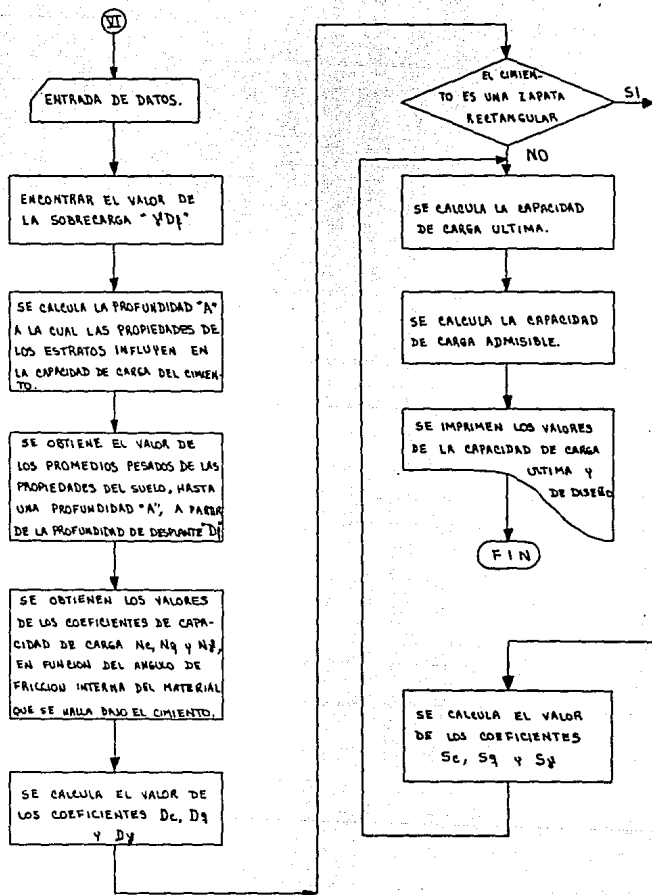 VI
ENTRADA DE DATOS.
ENCONTRAR EL VALOR DE
LA SOBRECARGA "γDf"
SE CALCULA LA PROFUNDIDAD "A"
A LA CUAL LAS PROPIEDADES DE
LOS ESTRATOS INFLUYEN EN
LA CAPACIDAD DE CARGA DEL CIMIEN-
TO.
SE OBTIENE EL VALOR DE
LOS PROMEDIOS PESADOS DE LAS
PROPIEDADES DEL SUELO, HASTA
UNA PROFUNDIDAD "A", A PARTIR
DE LA PROFUNDIDAD DE DESPLANTE "Df
SE OBTIENEN LOS VALORES
DE LOS COEFICIENTES DE CAPA-
CIDAD DE CARGA Nc, Nq y Nγ,
EN FUNCION DEL ANGULO DE
FRICCION INTERNA DEL MATERIAL
QUE SE HALLA BAJO EL CIMIENTO.
SE CALCULA EL VALOR DE
LOS COEFICIENTES Dc, Dq
y Dγ
EL CIMIEN-
TO ES UNA ZAPATA
RECTANGULAR
SI
NO
SE CALCULA LA CAPACIDAD
DE CARGA ULTIMA.
SE CALCULA LA CAPACIDAD
DE CARGA ADMISIBLE.
SE IMPRIMEN LOS VALORES
DE LA CAPACIDAD DE CARGA
ULTIMA y
DE DISEÑO
FIN
SE CALCULA EL VALOR
DE LOS COEFICIENTES
Sc, Sq y Sγ